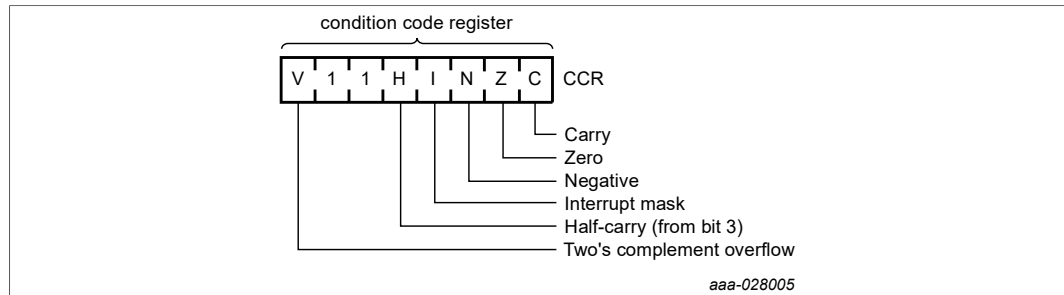 condition code register
V 1 1 H I N Z C CCR
Carry
Zero
Negative
Interrupt mask
Half-carry (from bit 3)
Two's complement overflow
aaa-028005